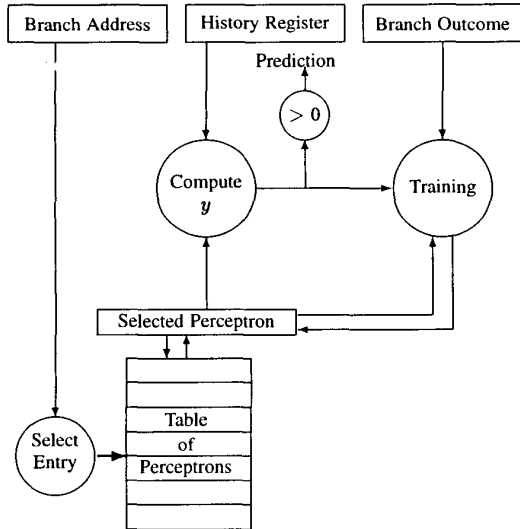 Branch Address
History Register
Branch Outcome
Prediction
> 0
Compute
y
Training
Selected Perceptron
Table
of
Perceptrons
Select
Entry